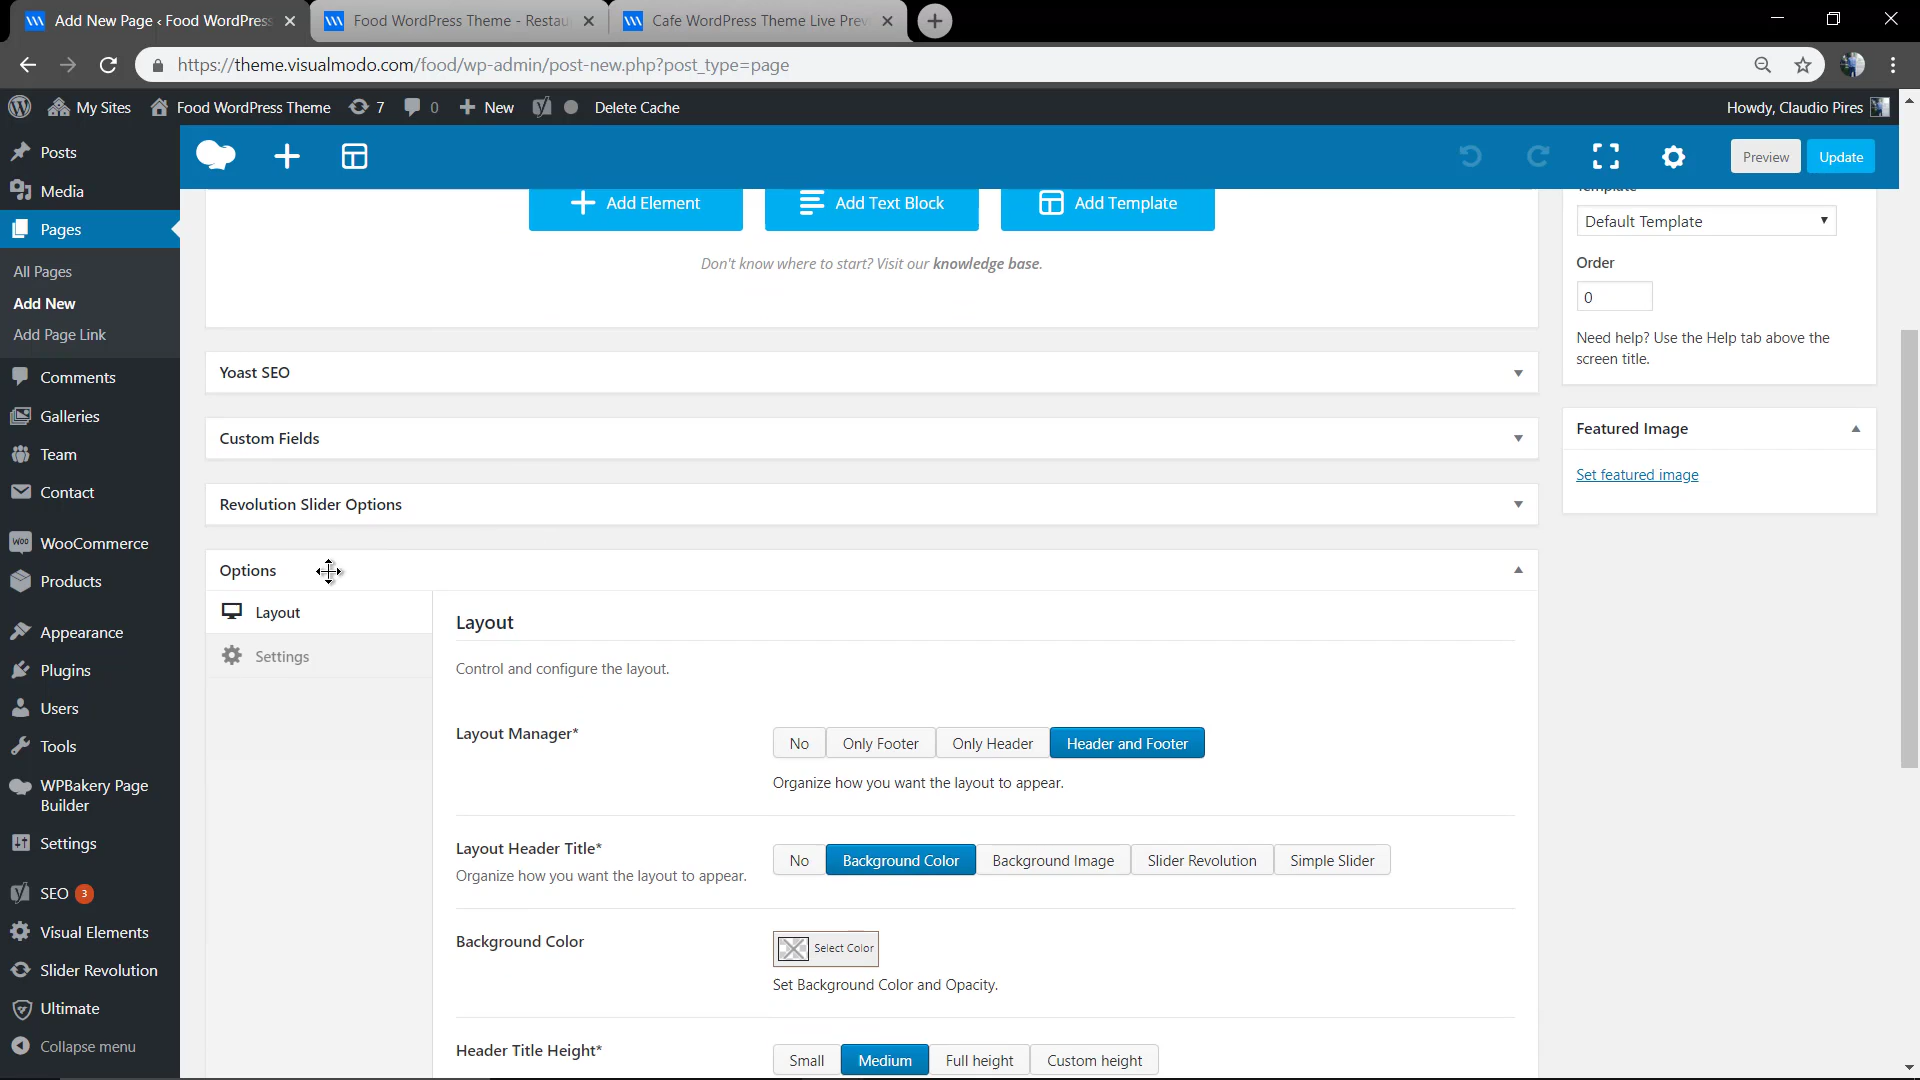 Add New Page ‹ Food WordPress
Food WordPress Theme - Restau
Cafe WordPress Theme Live Prev
https://theme.visualmodo.com/food/wp-admin/post-new.php?post_type=page
My Sites
Food WordPress Theme
7
0
New
Delete Cache
Howdy, Claudio Pires
Posts
Media
Pages
All Pages
Add New
Add Page Link
Comments
Galleries
Team
Contact
WooCommerce
Products
Appearance
Plugins
Users
Tools
WPBakery Page
Builder
Settings
SEO 3
Visual Elements
Slider Revolution
Ultimate
Collapse menu
Preview
Update
Add Element
Add Text Block
Add Template
Don't know where to start? Visit our knowledge base.
Yoast SEO
Custom Fields
Revolution Slider Options
Options
Layout
Settings
Layout
Control and configure the layout.
Layout Manager*
No
Only Footer
Only Header
Header and Footer
Organize how you want the layout to appear.
Layout Header Title*
Organize how you want the layout to appear.
No
Background Color
Background Image
Slider Revolution
Simple Slider
Background Color
Select Color
Set Background Color and Opacity.
Header Title Height*
Small
Medium
Full height
Custom height
Template
Default Template
Order
0
Need help? Use the Help tab above the
screen title.
Featured Image
Set featured image